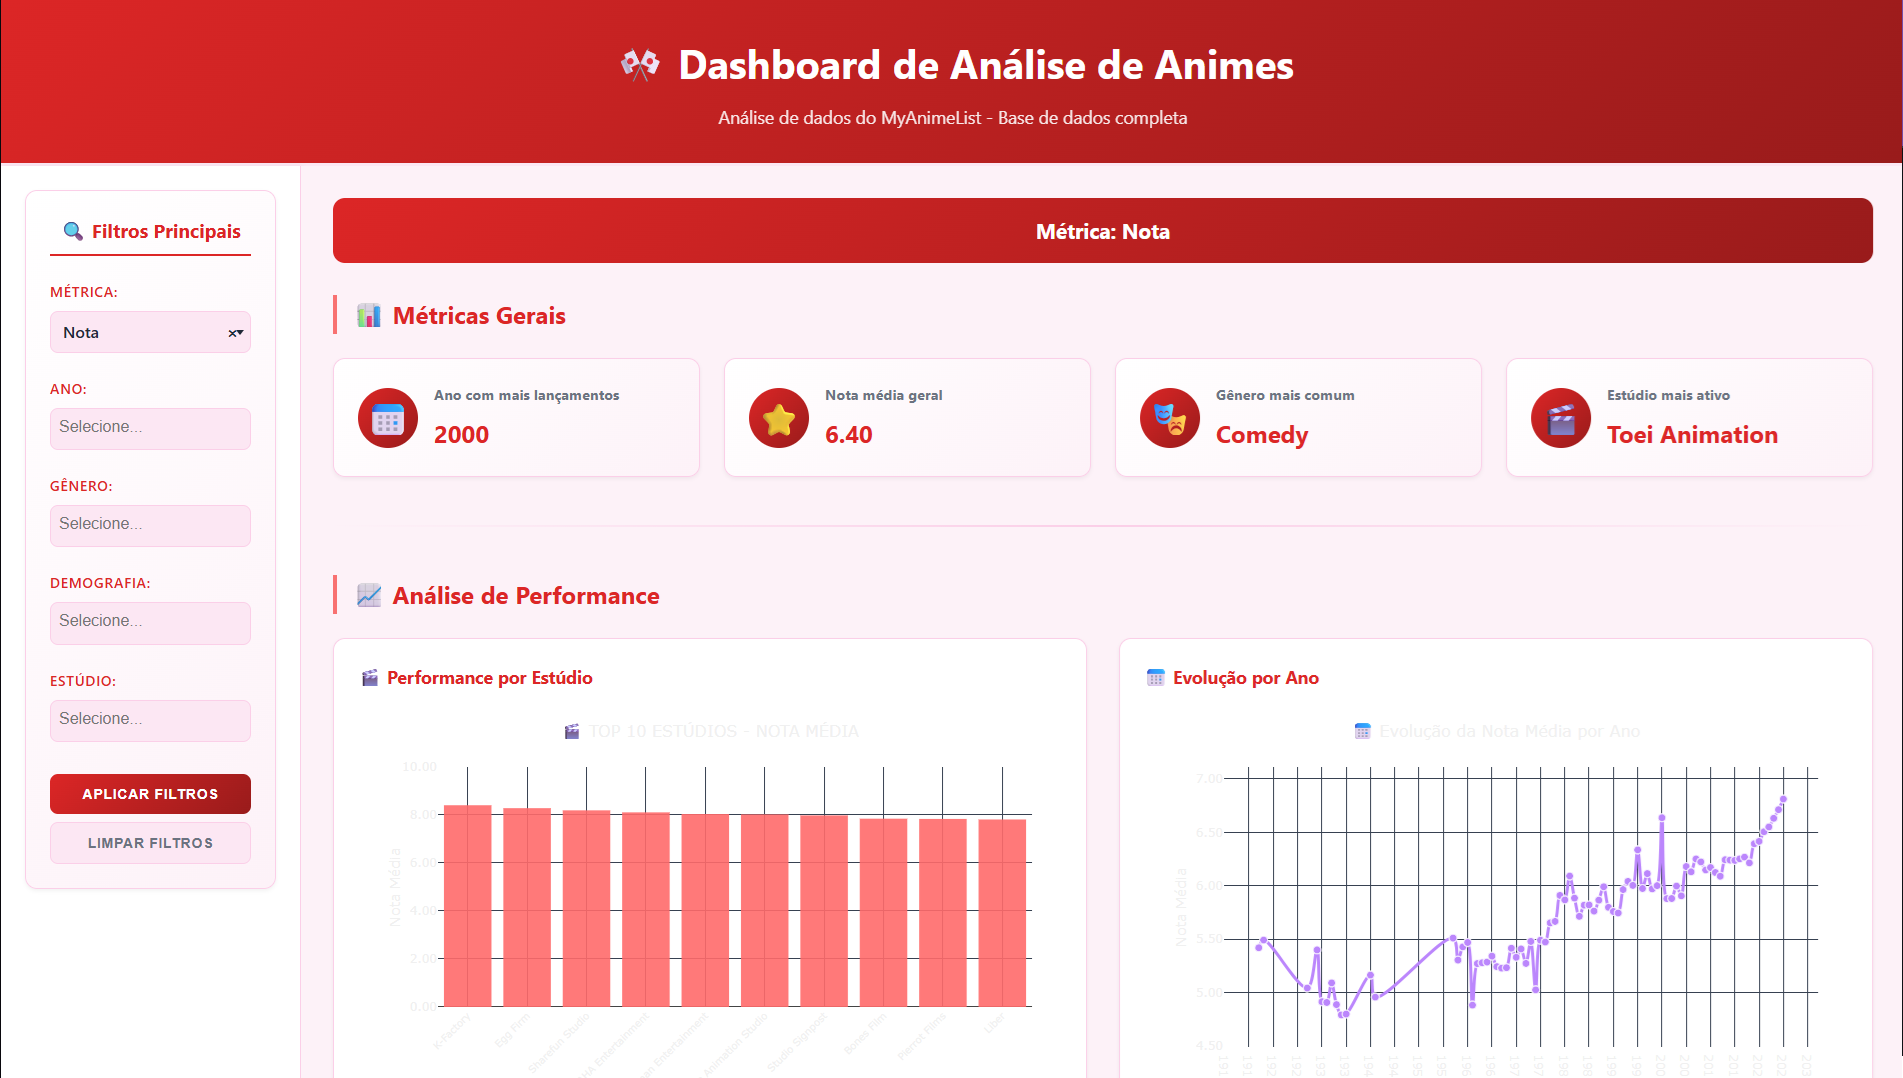 Dashboard de Análise de Animes
Análise de dados do MyAnimeList - Base de dados completa
Filtros Principais
MÉTRICA:
Nota
ANO:
Selecione...
GÊNERO:
Selecione...
DEMOGRAFIA:
Selecione...
ESTÚDIO:
Selecione...
APLICAR FILTROS
LIMPAR FILTROS
Métrica: Nota
Métricas Gerais
Ano com mais lançamentos
2000
Nota média geral
6.40
Gênero mais comum
Comedy
Estúdio mais ativo
Toei Animation
Análise de Performance
Performance por Estúdio
TOP 10 ESTÚDIOS - NOTA MÉDIA
Nota Média
10.00
8.00
6.00
4.00
2.00
0.00
K-Factory
Egg Firm
Sharefun Studio
HA Entertainment
Entertainment
Animation Studio
Studio Signpost
Bones Film
Pierrot Films
Liber
Evolução por Ano
Evolução da Nota Média por Ano
Nota Média
7.00
6.50
6.00
5.50
5.00
4.50